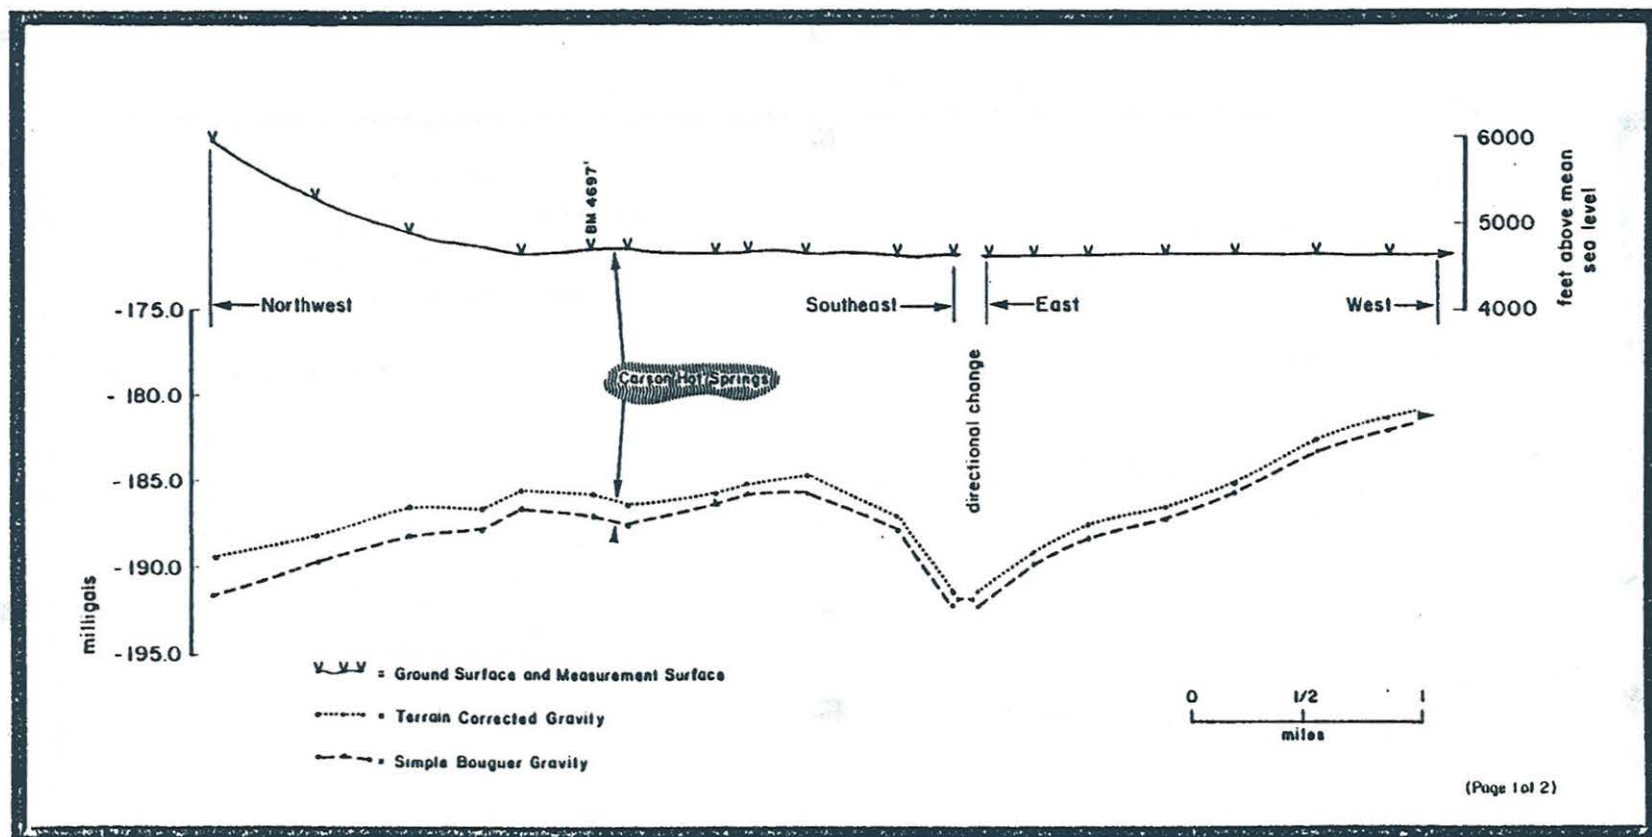 6000
5000
4000
feet above mean
sea level
BM 4697'
Northwest
Southeast
East
West
-175.0
- 180.0
- 185.0
- 190.0
-195.0
milligals
Carson Hot Springs
directional change
= Ground Surface and Measurement Surface
= Terrain Corrected Gravity
= Simple Bouguer Gravity
0 1/2 1
miles
(Page 1 of 2)